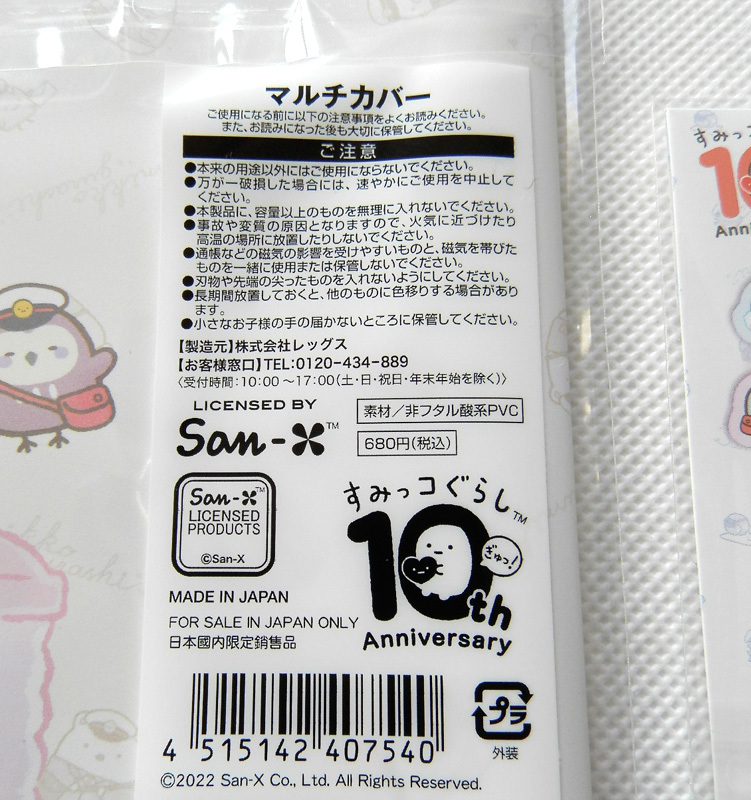 マルチカバー
ご使用になる前に以下の注意事項をよくお読みください。
また、お読みになった後も大切に保管してください。
ご注意
●本来の用途以外にはご使用にならないでください。
●万が一破損した場合には、速やかにご使用を中止して
ください。
●本製品に、容量以上のものを無理に入れないでください。
●事故や変質の原因となりますので、火気に近づけたり
高温の場所に放置したりしないでください。
●通帳などの磁気の影響を受けやすいものと、磁気を帯びた
ものを一緒に使用または保管しないでください。
●刃物や先端の尖ったものを入れないようにしてください。
●長期間放置しておくと、他のものに色移りする場合があり
ます。
●小さなお子様の手の届かないところに保管してください。
【製造元】株式会社レッグス
【お客様窓口】TEL:0120-434-889
〈受付時間:10:00～17:00(土・日・祝日・年末年始を除く)〉
LICENSED BY
San-X™
素材/非フタル酸系PVC
680円(税込)
San-X™
LICENSED
PRODUCTS
©San-X
すみっコぐらし™
10th
ぎゅっ!
Anniversary
MADE IN JAPAN
FOR SALE IN JAPAN ONLY
日本國内限定銷售品
4 515142 407540
プラ
外装
©2022 San-X Co., Ltd. All Rights Reserved.
すみっコ